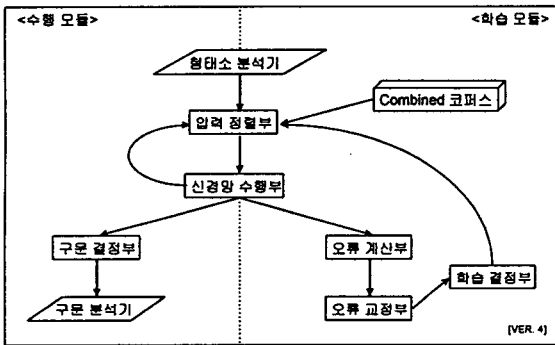 <수행 모듈>
<학습 모듈>
형태소 분석기
Combined 코퍼스
압력 정렬부
신경망 수행부
구문 결정부
오류 계산부
학습 결정부
구문 분석기
오류 교정부
[VER. 4]